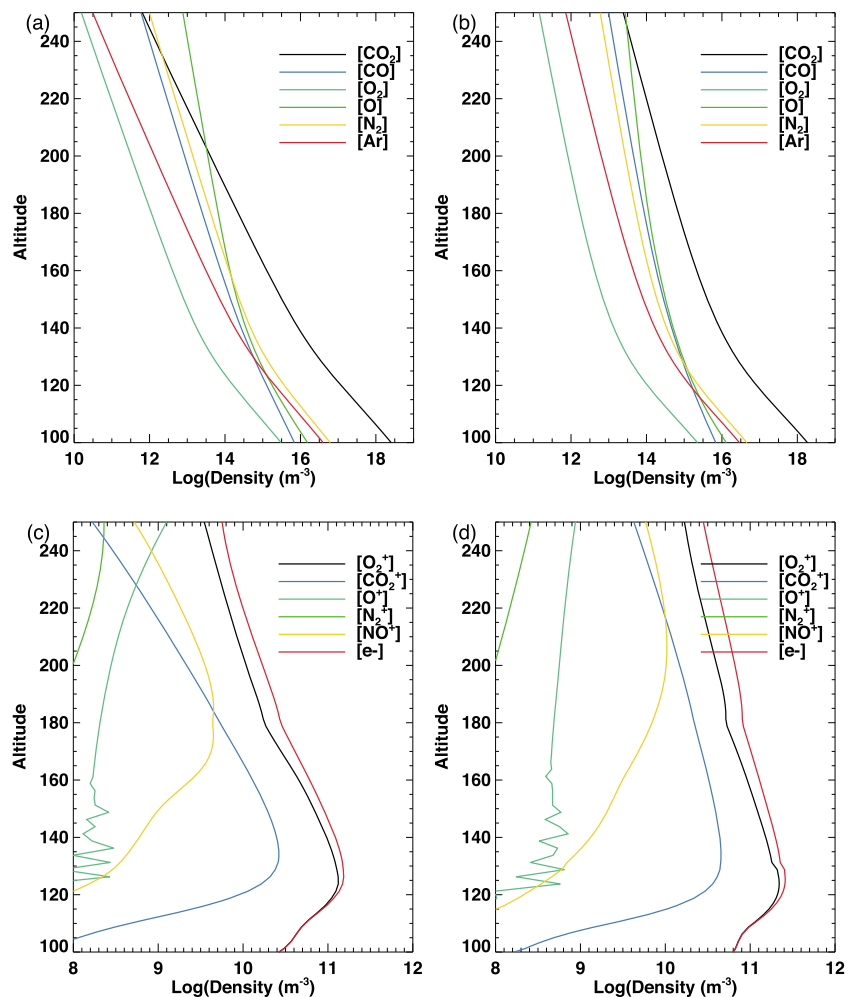 (a)
[CO₂]
[CO]
[O₂]
[O]
[N₂]
[Ar]
240
220
200
180
160
140
120
100
Altitude
10 12 14 16 18
Log(Density (m⁻³)
(b)
[CO₂]
[CO]
[O₂]
[O]
[N₂]
[Ar]
240
220
200
180
160
140
120
100
Altitude
10 12 14 16 18
Log(Density (m⁻³)
(c)
[O₂⁺]
[CO₂⁺]
[O⁺]
[N₂⁺]
[NO⁺]
[e-]
240
220
200
180
160
140
120
100
Altitude
8 9 10 11 12
Log(Density (m⁻³)
(d)
[O₂⁺]
[CO₂⁺]
[O⁺]
[N₂⁺]
[NO⁺]
[e-]
240
220
200
180
160
140
120
100
Altitude
8 9 10 11 12
Log(Density (m⁻³)